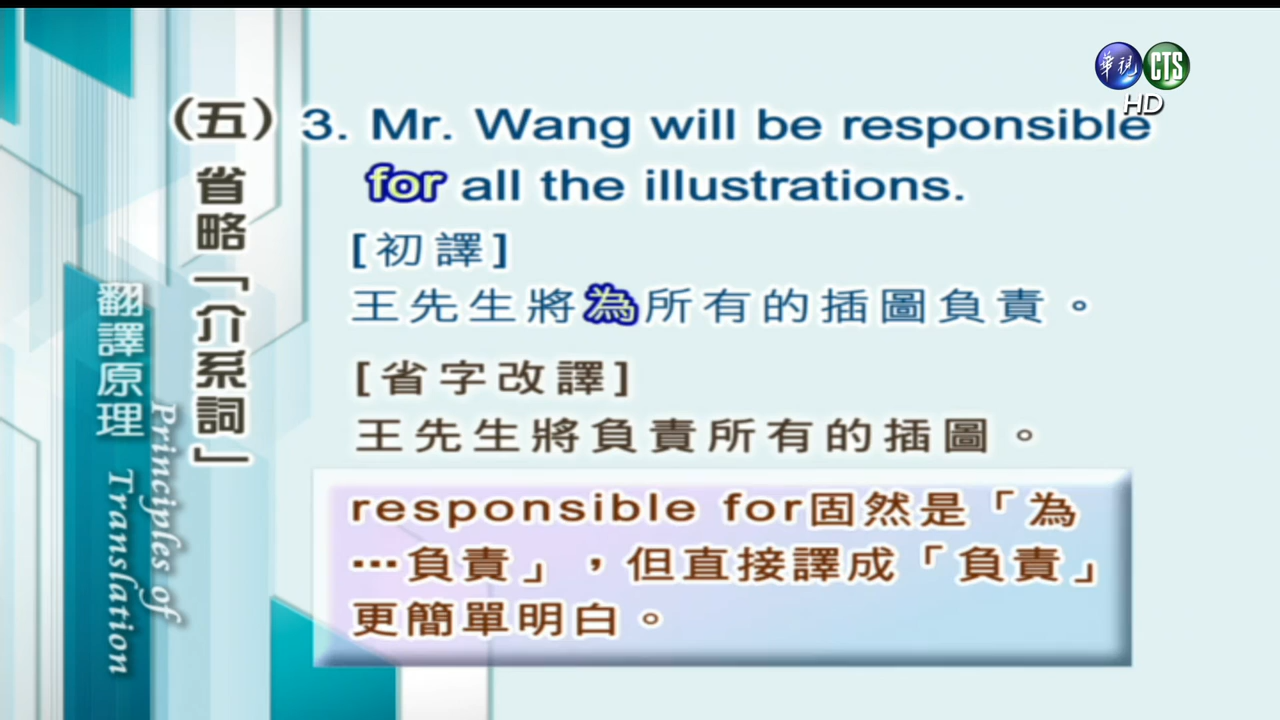 華視 CTS
HD
(五)省略「介系詞」
3. Mr. Wang will be responsible
for all the illustrations.
[初譯]
王先生將為所有的插圖負責。
[省字改譯]
王先生將負責所有的插圖。
responsible for固然是「為
…負責」，但直接譯成「負責」
更簡單明白。
翻譯原理
Principles of
Translation